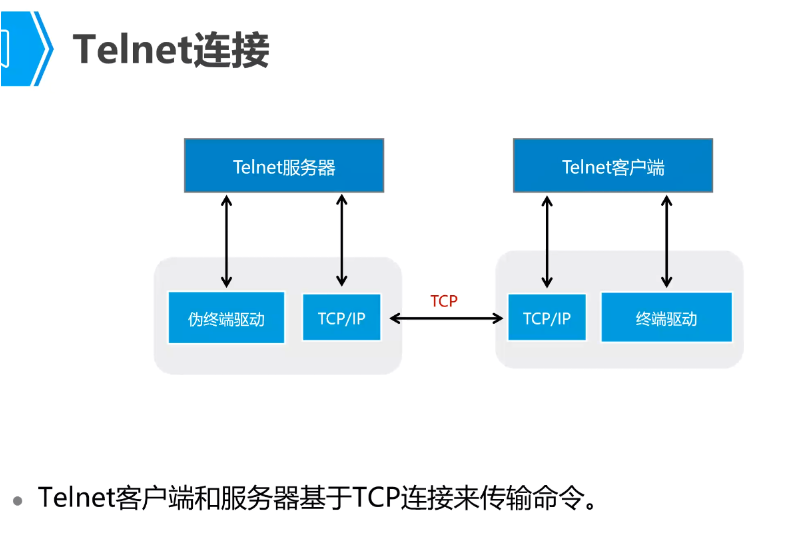 Telnet连接
Telnet服务器
Telnet客户端
伪终端驱动
TCP/IP
TCP
TCP/IP
终端驱动
Telnet客户端和服务器基于TCP连接来传输命令。